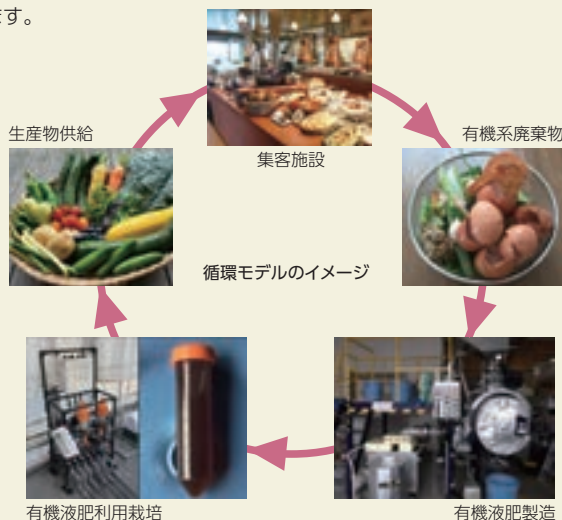 ます。
集客施設
有機系廃棄物
生産物供給
循環モデルのイメージ
有機液肥利用栽培
有機液肥製造